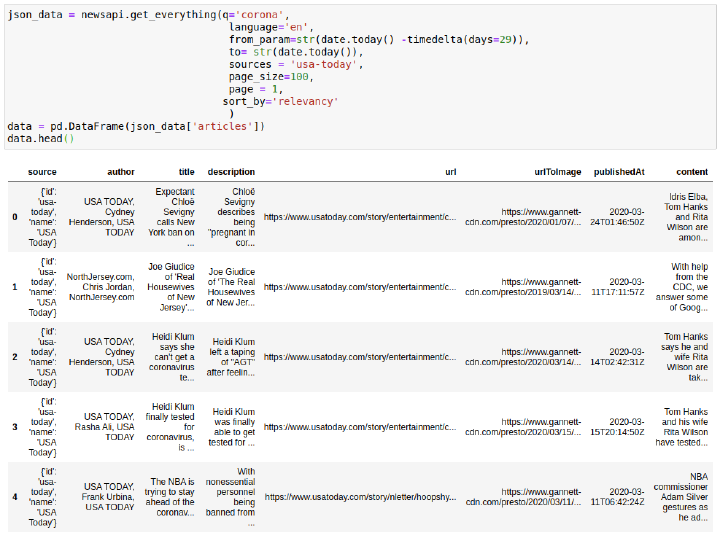 json_data = newsapi.get_everything(q='corona',
language='en',
from_param=str(date.today() -timedelta(days=29)),
to= str(date.today()),
sources = 'usa-today',
page_size=100,
page = 1,
sort_by='relevancy'
)
data = pd.DataFrame(json_data['articles'])
data.head()
source author title description url urlToImage publishedAt content
0 {'id': 'usa-today', 'name': 'USA Today'} USA TODAY, Cydney Henderson, USA TODAY Expectant Chloë Sevigny calls New York ban on ... Chloë Sevigny describes being "pregnant in cor... https://www.usatoday.com/story/entertainment/c... https://www.gannett-cdn.com/presto/2020/01/07/... 2020-03-24T01:46:50Z Idris Elba, Tom Hanks and Rita Wilson are amon...
1 {'id': 'usa-today', 'name': 'USA Today'} NorthJersey.com, Chris Jordan, NorthJersey.com Joe Giudice of 'Real Housewives of New Jersey'... Joe Giudice of 'The Real Housewives of New Jer... https://www.usatoday.com/story/entertainment/c... https://www.gannett-cdn.com/presto/2019/03/14/... 2020-03-11T17:11:57Z With help from the CDC, we answer some of Goog...
2 {'id': 'usa-today', 'name': 'USA Today'} USA TODAY, Cydney Henderson, USA TODAY Heidi Klum says she can't get a coronavirus te... Heidi Klum left a taping of "AGT" after feelin... https://www.usatoday.com/story/entertainment/c... https://www.gannett-cdn.com/presto/2020/03/14/... 2020-03-14T02:42:31Z Tom Hanks says he and wife Rita Wilson are tak...
3 {'id': 'usa-today', 'name': 'USA Today'} USA TODAY, Rasha Ali, USA TODAY Heidi Klum finally tested for coronavirus, is ... Heidi Klum was finally able to get tested for ... https://www.usatoday.com/story/entertainment/c... https://www.gannett-cdn.com/presto/2020/03/15/... 2020-03-15T20:14:50Z Tom Hanks and his wife Rita Wilson have tested...
4 {'id': 'usa-today', 'name': 'USA Today'} USA TODAY, Frank Urbina, USA TODAY The NBA is trying to stay ahead of the coronav... With nonessential personnel being banned from ... https://www.usatoday.com/story/nletter/hoopshy... https://www.gannett-cdn.com/presto/2020/03/11/... 2020-03-11T06:42:24Z NBA commissioner Adam Silver gestures as he ad...